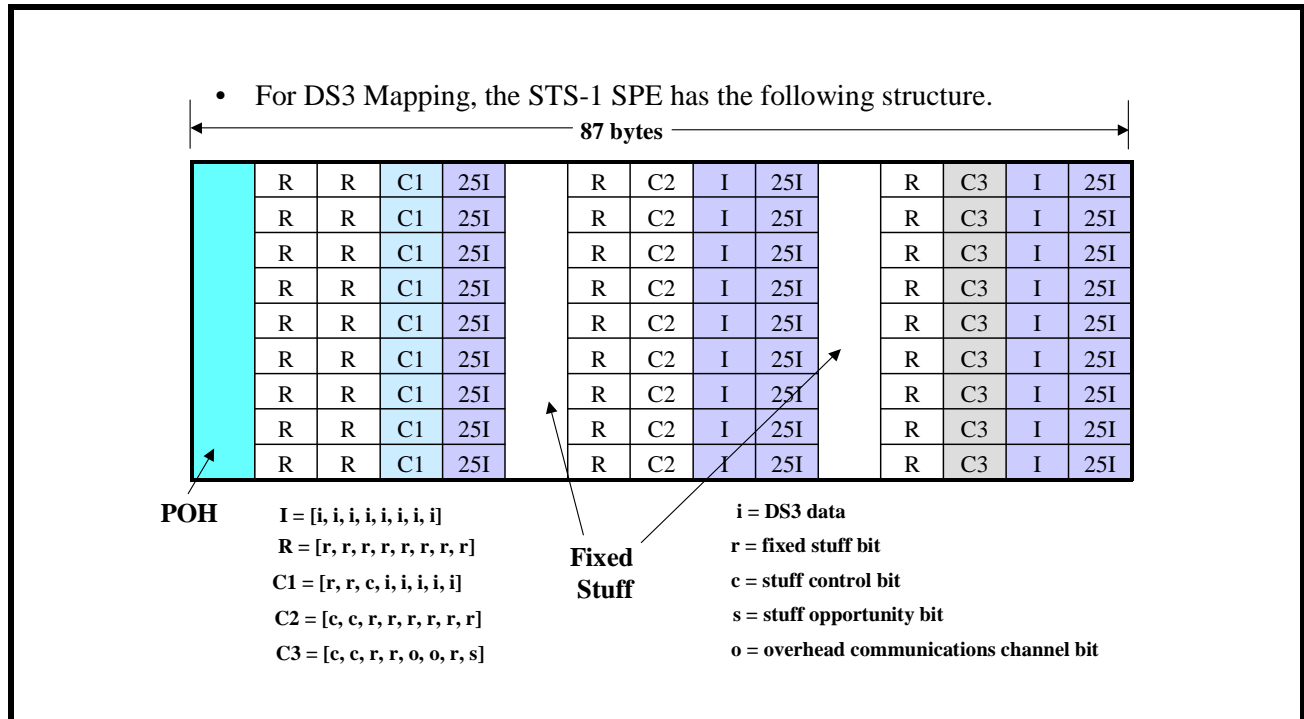 • For DS3 Mapping, the STS-1 SPE has the following structure.
87 bytes
R R C1 25I R C2 I 25I R C3 I 25I
R R C1 25I R C2 I 25I R C3 I 25I
R R C1 25I R C2 I 25I R C3 I 25I
R R C1 25I R C2 I 25I R C3 I 25I
R R C1 25I R C2 I 25I R C3 I 25I
R R C1 25I R C2 I 25I R C3 I 25I
R R C1 25I R C2 I 25I R C3 I 25I
R R C1 25I R C2 I 25I R C3 I 25I
R R C1 25I R C2 I 25I R C3 I 25I
POH
I = [i, i, i, i, i, i, i, i]
R = [r, r, r, r, r, r, r, r]
C1 = [r, r, c, i, i, i, i, i]
C2 = [c, c, r, r, r, r, r, r]
C3 = [c, c, r, r, o, o, r, s]
Fixed
Stuff
i = DS3 data
r = fixed stuff bit
c = stuff control bit
s = stuff opportunity bit
o = overhead communications channel bit